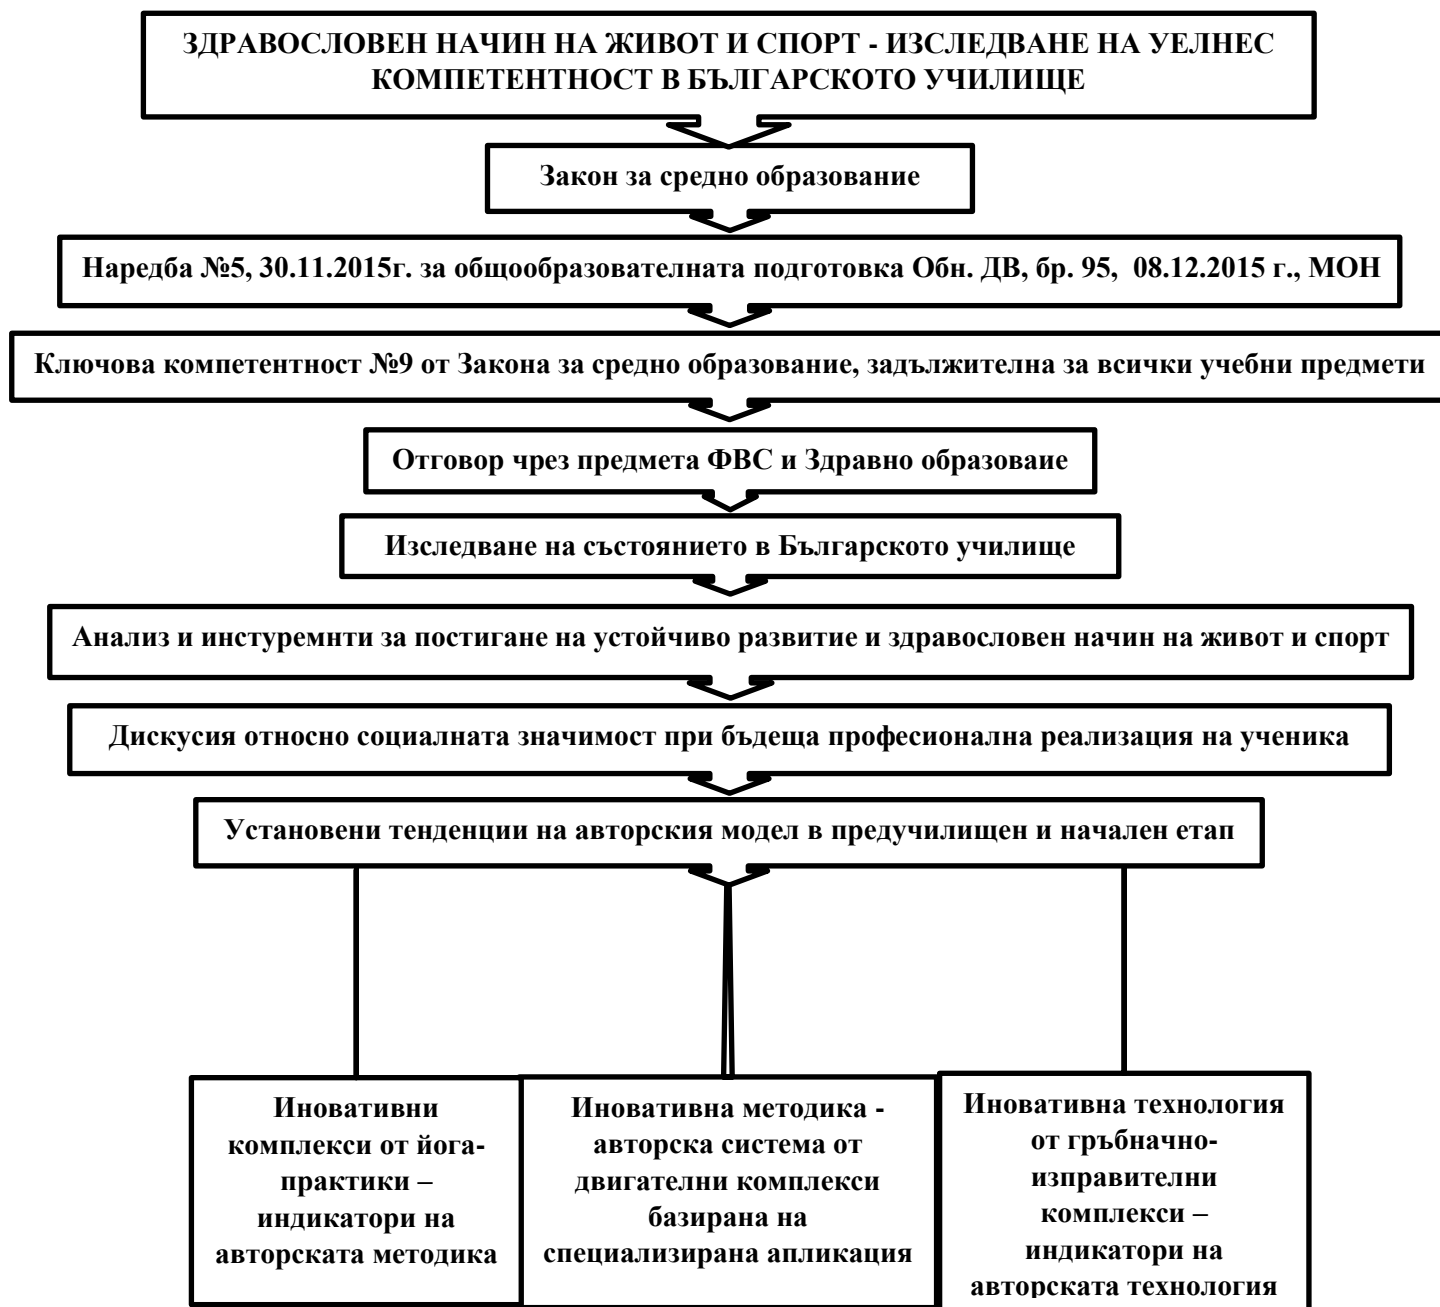 ЗДРАВОСЛОВЕН НАЧИН НА ЖИВОТ И СПОРТ - ИЗСЛЕДВАНЕ НА УЕЛНЕС
КОМПЕТЕНТНОСТ В БЪЛГАРСКОТО УЧИЛИЩЕ
Закон за средно образование
Наредба №5, 30.11.2015г. за общообразователната подготовка Обн. ДВ, бр. 95, 08.12.2015 г., МОН
Ключова компетентност №9 от Закона за средно образование, задължителна за всички учебни предмети
Отговор чрез предмета ФВС и Здравно образоваие
Изследване на състоянието в Българското училище
Анализ и инстуремнти за постигане на устойчиво развитие и здравословен начин на живот и спорт
Дискусия относно социалната значимост при бъдеща професионална реализация на ученика
Установени тенденции на авторския модел в предучилищен и начален етап
Иновативни
комплекси от йога-
практики –
индикатори на
авторската методика
Иновативна методика -
авторска система от
двигателни комплекси
базирана на
специализирана апликация
Иновативна технология
от гръбначно-
изправителни
комплекси –
индикатори на
авторската технология